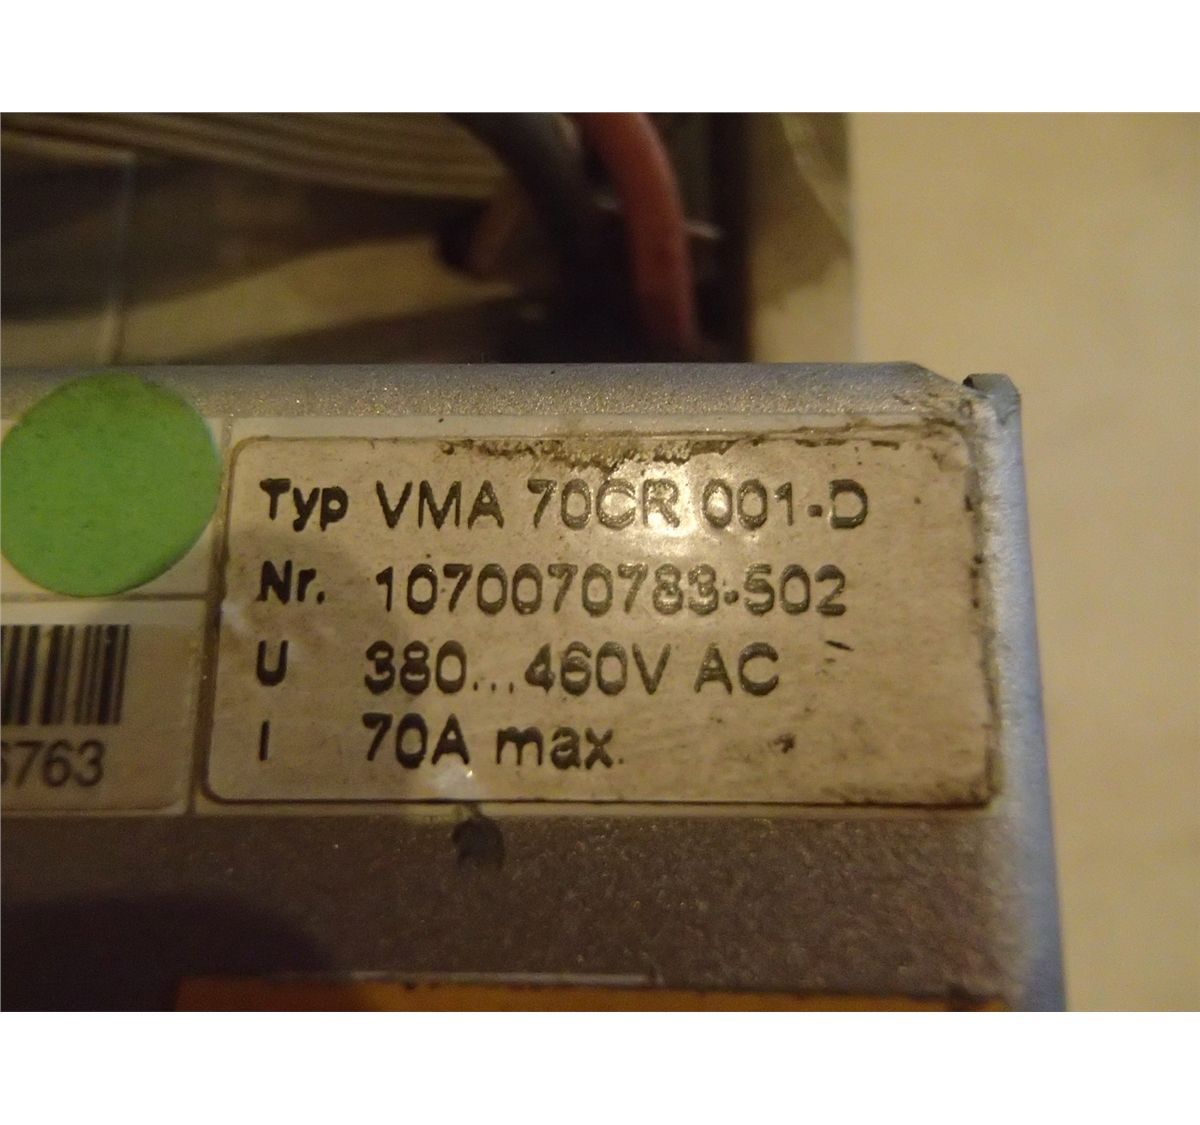 Typ VMA 70CR 001-D
Nr. 1070070783-502
U 380...460V AC
I 70A max.
6763